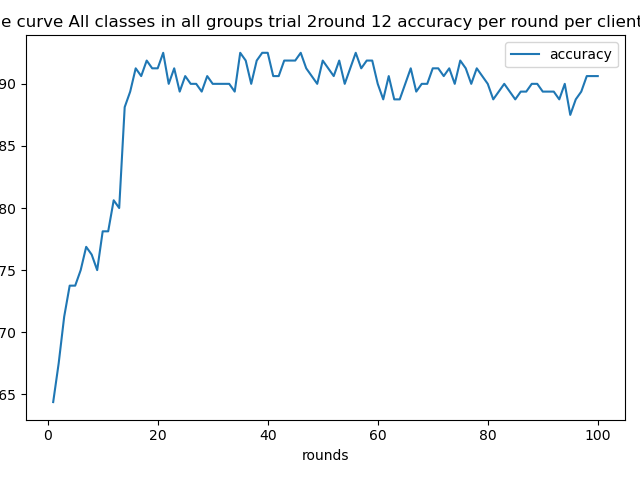 e curve All classes in all groups trial 2round 12 accuracy per round per client
accuracy
90
85
80
75
70
65
0 20 40 60 80 100
rounds